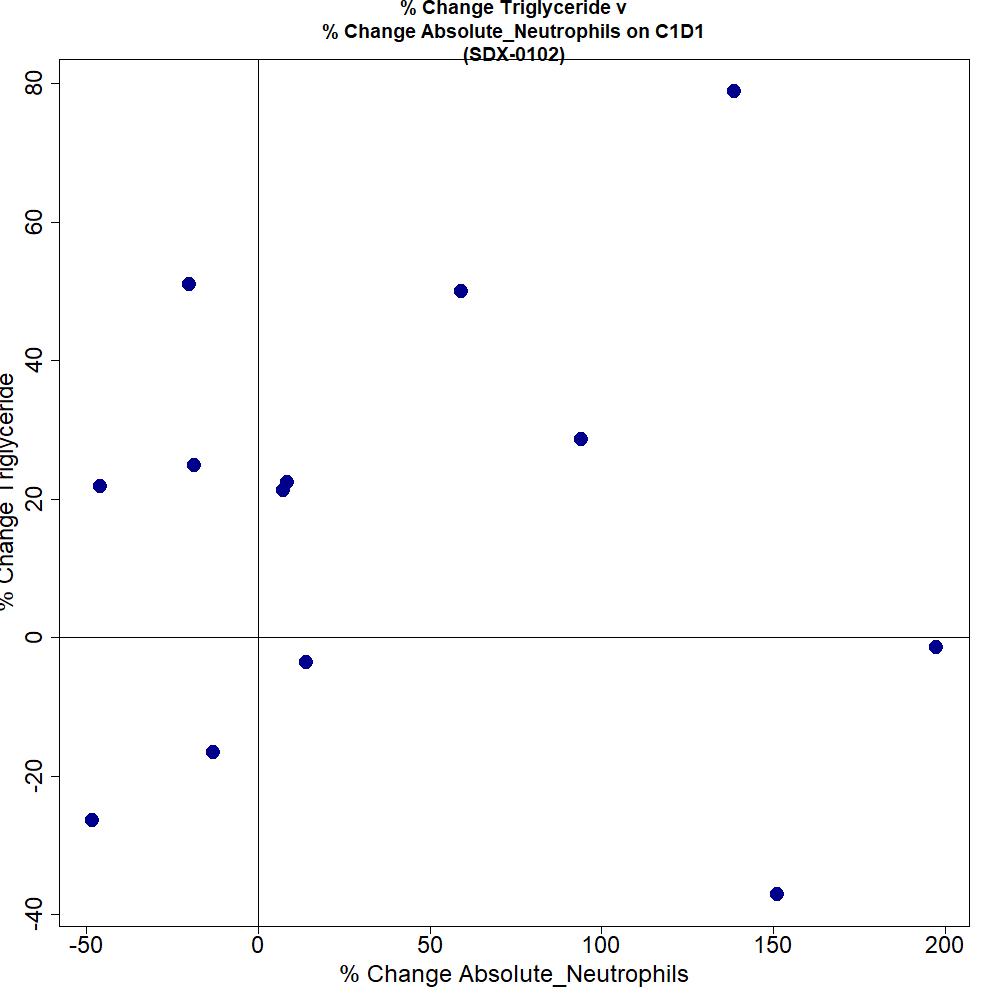 % Change Triglyceride v
% Change Absolute_Neutrophils on C1D1
(SDX-0102)
80
60
40
20
0
-20
-40
% Change Triglyceride
-50 0 50 100 150 200
% Change Absolute_Neutrophils